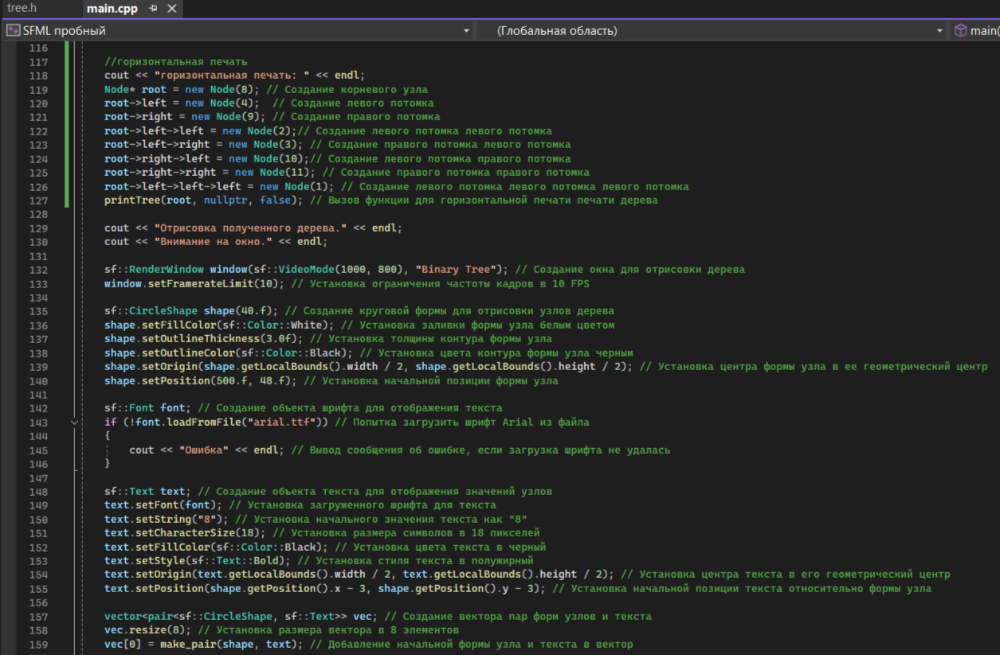 tree.h
main.cpp
SFML пробный
(Глобальная область)
main(
116
117 //горизонтальная печать
118 cout << "горизонтальная печать: " << endl;
119 Node* root = new Node(8); // Создание корневого узла
120 root->left = new Node(4);  // Создание левого потомка
121 root->right = new Node(9); // Создание правого потомка
122 root->left->left = new Node(2);// Создание левого потомка левого потомка
123 root->left->right = new Node(3); // Создание правого потомка левого потомка
124 root->right->left = new Node(10);// Создание левого потомка правого потомка
125 root->right->right = new Node(11); // Создание правого потомка правого потомка
126 root->left->left->left = new Node(1); // Создание левого потомка левого потомка левого потомка
127 printTree(root, nullptr, false); // Вызов функции для горизонтальной печати печати дерева
128
129 cout << "Отрисовка полученного дерева." << endl;
130 cout << "Внимание на окно." << endl;
131
132 sf::RenderWindow window(sf::VideoMode(1000, 800), "Binary Tree"); // Создание окна для отрисовки дерева
133 window.setFramerateLimit(10); // Установка ограничения частоты кадров в 10 FPS
134
135 sf::CircleShape shape(40.f); // Создание круговой формы для отрисовки узлов дерева
136 shape.setFillColor(sf::Color::White); // Установка заливки формы узла белым цветом
137 shape.setOutlineThickness(3.0f); // Установка толщины контура формы узла
138 shape.setOutlineColor(sf::Color::Black); // Установка цвета контура формы узла черным
139 shape.setOrigin(shape.getLocalBounds().width / 2, shape.getLocalBounds().height / 2); // Установка центра формы узла в ее геометрический центр
140 shape.setPosition(500.f, 48.f); // Установка начальной позиции формы узла
141
142 sf::Font font; // Создание объекта шрифта для отображения текста
143 if (!font.loadFromFile("arial.ttf")) // Попытка загрузить шрифт Arial из файла
144 {
145 cout << "Ошибка" << endl; // Вывод сообщения об ошибке, если загрузка шрифта не удалась
146 }
147
148 sf::Text text; // Создание объекта текста для отображения значений узлов
149 text.setFont(font); // Установка загруженного шрифта для текста
150 text.setString("8"); // Установка начального значения текста как "8"
151 text.setCharacterSize(18); // Установка размера символов в 18 пикселей
152 text.setFillColor(sf::Color::Black); // Установка цвета текста в черный
153 text.setStyle(sf::Text::Bold); // Установка стиля текста в полужирный
154 text.setOrigin(text.getLocalBounds().width / 2, text.getLocalBounds().height / 2); // Установка центра текста в его геометрический центр
155 text.setPosition(shape.getPosition().x - 3, shape.getPosition().y - 3); // Установка начальной позиции текста относительно формы узла
156
157 vector<pair<sf::CircleShape, sf::Text>> vec; // Создание вектора пар форм узлов и текста
158 vec.resize(8); // Установка размера вектора в 8 элементов
159 vec[0] = make_pair(shape, text); // Добавление начальной формы узла и текста в вектор